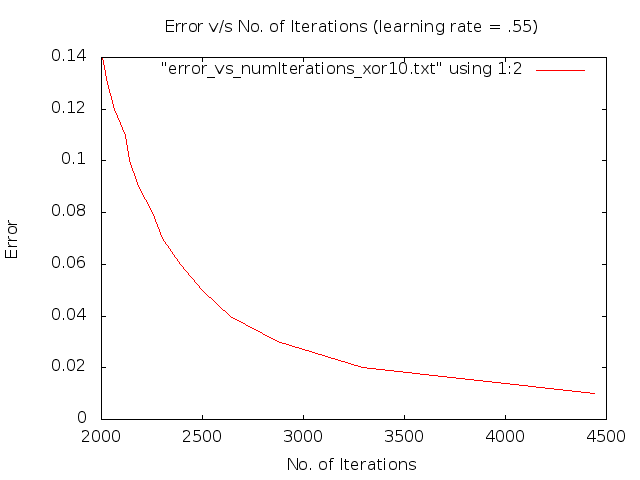 Error v/s No. of Iterations (learning rate = .55)
"error_vs_numIterations_xor10.txt" using 1:2
0.14
0.12
0.1
0.08
0.06
0.04
0.02
0
Error
2000 2500 3000 3500 4000 4500
No. of Iterations